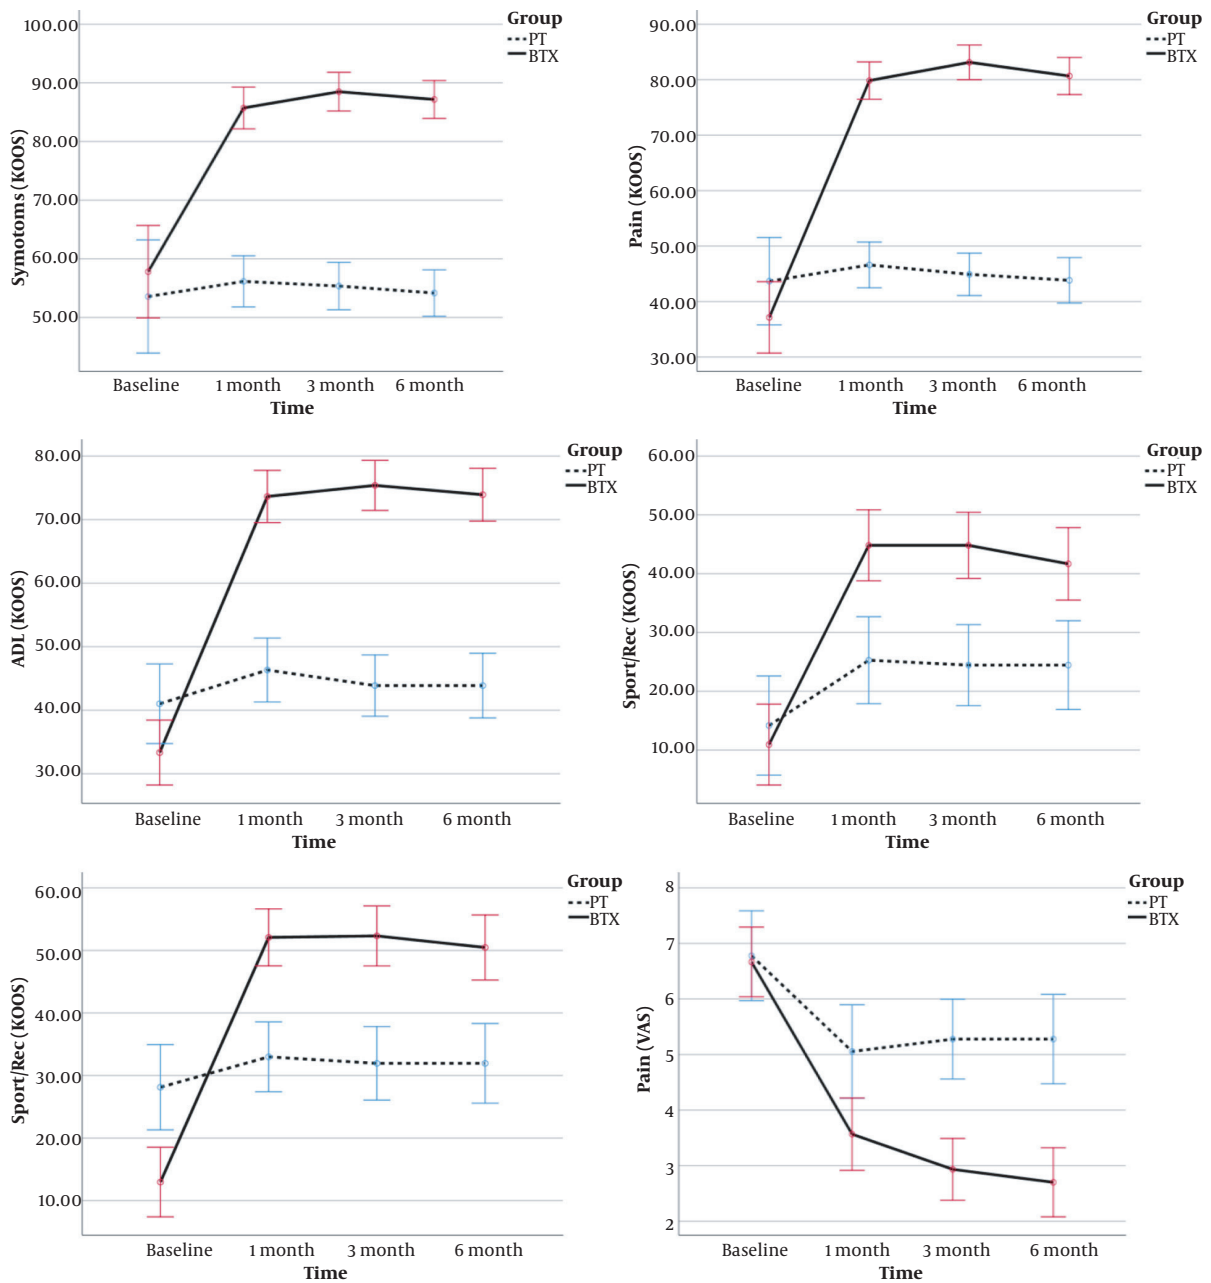 100.00
90.00
80.00
70.00
60.00
50.00
Symotoms (KOOS)
Baseline
1 month
3 month
6 month
Time
Group
PT
BTX
90.00
80.00
70.00
60.00
50.00
40.00
30.00
Pain (KOOS)
Baseline
1 month
3 month
6 month
Time
Group
PT
BTX
80.00
70.00
60.00
50.00
40.00
30.00
ADL (KOOS)
Baseline
1 month
3 month
6 month
Time
Group
PT
BTX
60.00
50.00
40.00
30.00
20.00
10.00
Sport/Rec (KOOS)
Baseline
1 month
3 month
6 month
Time
Group
PT
BTX
60.00
50.00
40.00
30.00
20.00
10.00
Sport/Rec (KOOS)
Baseline
1 month
3 month
6 month
Time
Group
PT
BTX
8
7
6
5
4
3
2
Pain (VAS)
Baseline
1 month
3 month
6 month
Time
Group
PT
BTX